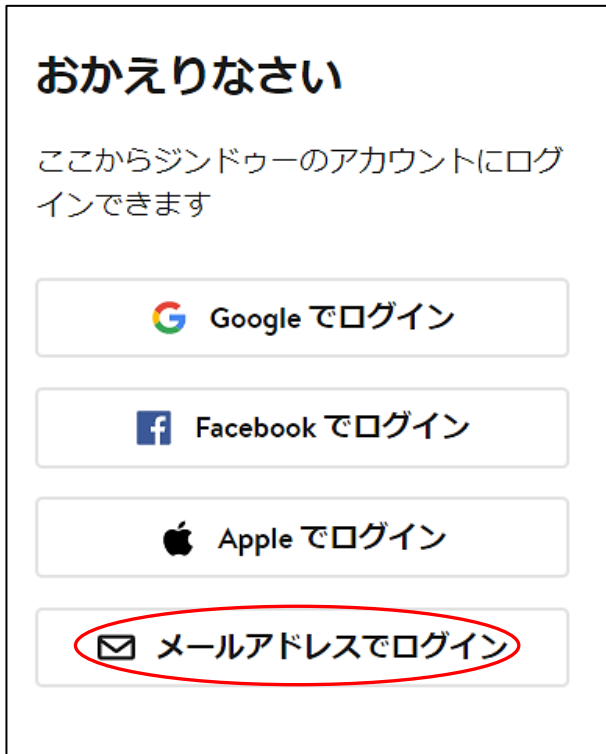 おかえりなさい
ここからジンドゥーのアカウントにログ
インできます
Google でログイン
Facebook でログイン
Apple でログイン
メールアドレスでログイン